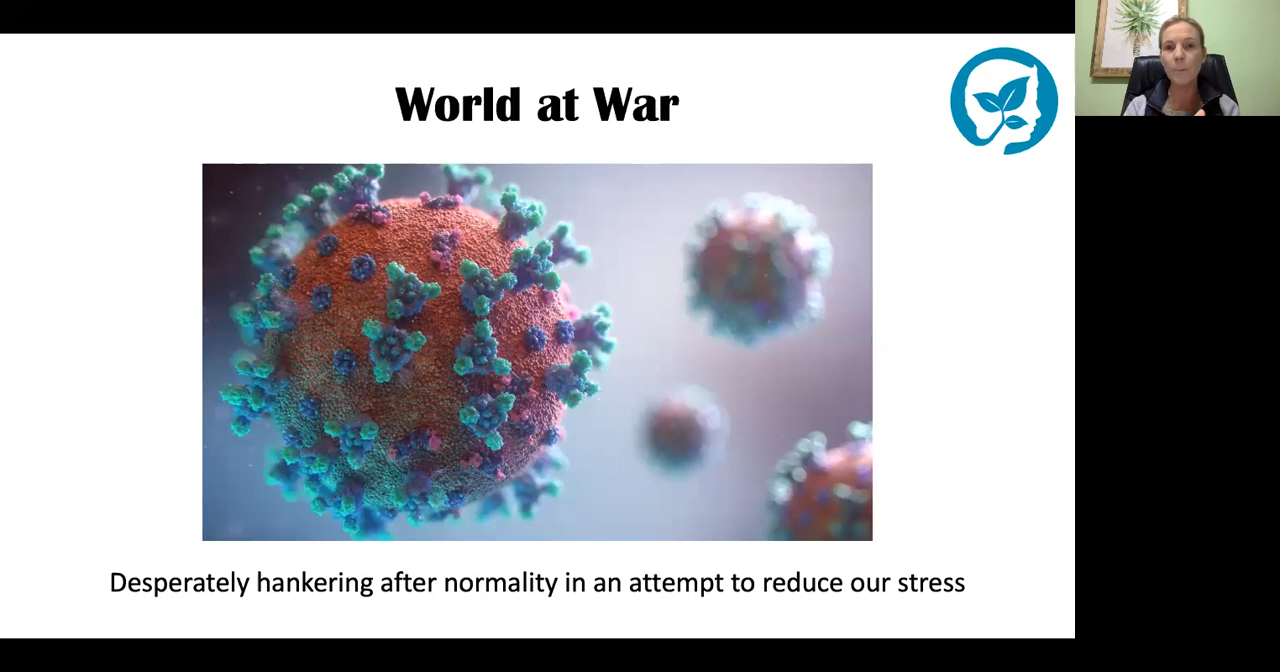 World at War
Desperately hankering after normality in an attempt to reduce our stress